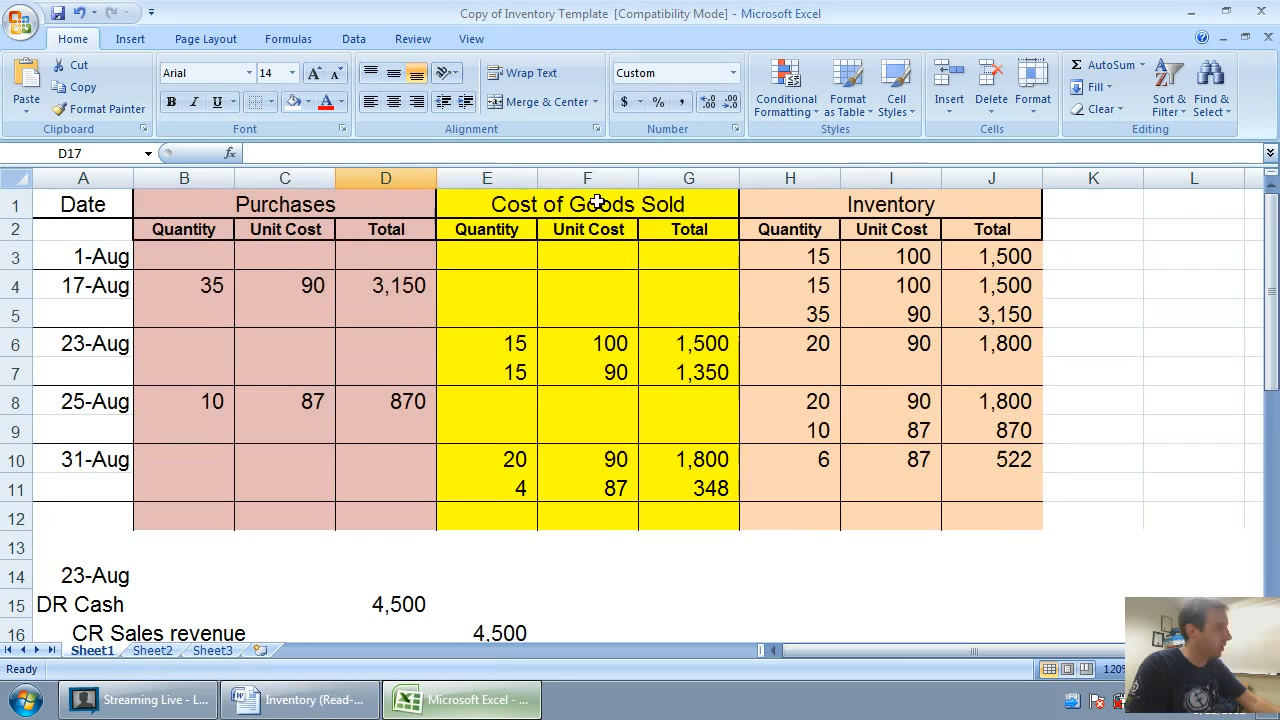 Copy of Inventory Template [Compatibility Mode] - Microsoft Excel
Home Insert Page Layout Formulas Data Review View
Paste
Cut
Copy
Format Painter
Clipboard
Arial 14
B I U
Font
Wrap Text
Merge & Center
Alignment
Custom
$ % ,
Number
Conditional Formatting
Format as Table
Cell Styles
Styles
Insert Delete Format
Cells
AutoSum
Fill
Clear
Sort & Filter
Find & Select
Editing
D17 fx
A B C D E F G H I J K L
1 Date Purchases Cost of Goods Sold Inventory
2 Quantity Unit Cost Total Quantity Unit Cost Total Quantity Unit Cost Total
3 1-Aug 15 100 1,500
4 17-Aug 35 90 3,150 15 100 1,500
5 35 90 3,150
6 23-Aug 15 100 1,500 20 90 1,800
7 15 90 1,350
8 25-Aug 10 87 870 20 90 1,800
9 10 87 870
10 31-Aug 20 90 1,800 6 87 522
11 4 87 348
12
13
14 23-Aug
15 DR Cash 4,500
16 CR Sales revenue 4,500
Sheet1 Sheet2 Sheet3
Ready 120%
Streaming Live - L... Inventory (Read-... Microsoft Excel - ...